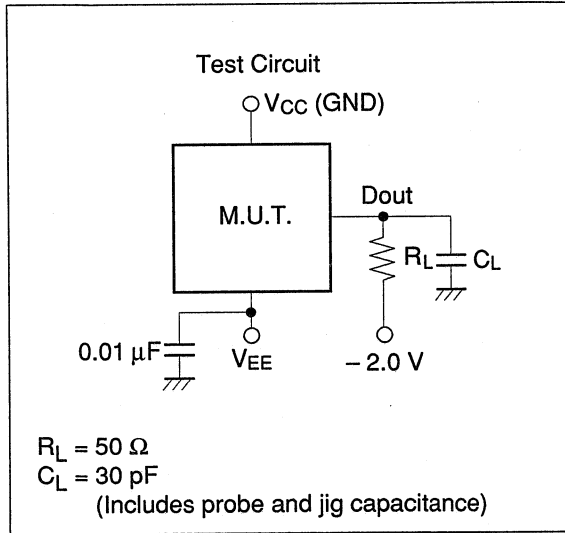 Test Circuit
VCC (GND)
M.U.T.
Dout
RL
CL
0.01 µF
VEE
– 2.0 V
RL = 50 Ω
CL = 30 pF
(Includes probe and jig capacitance)